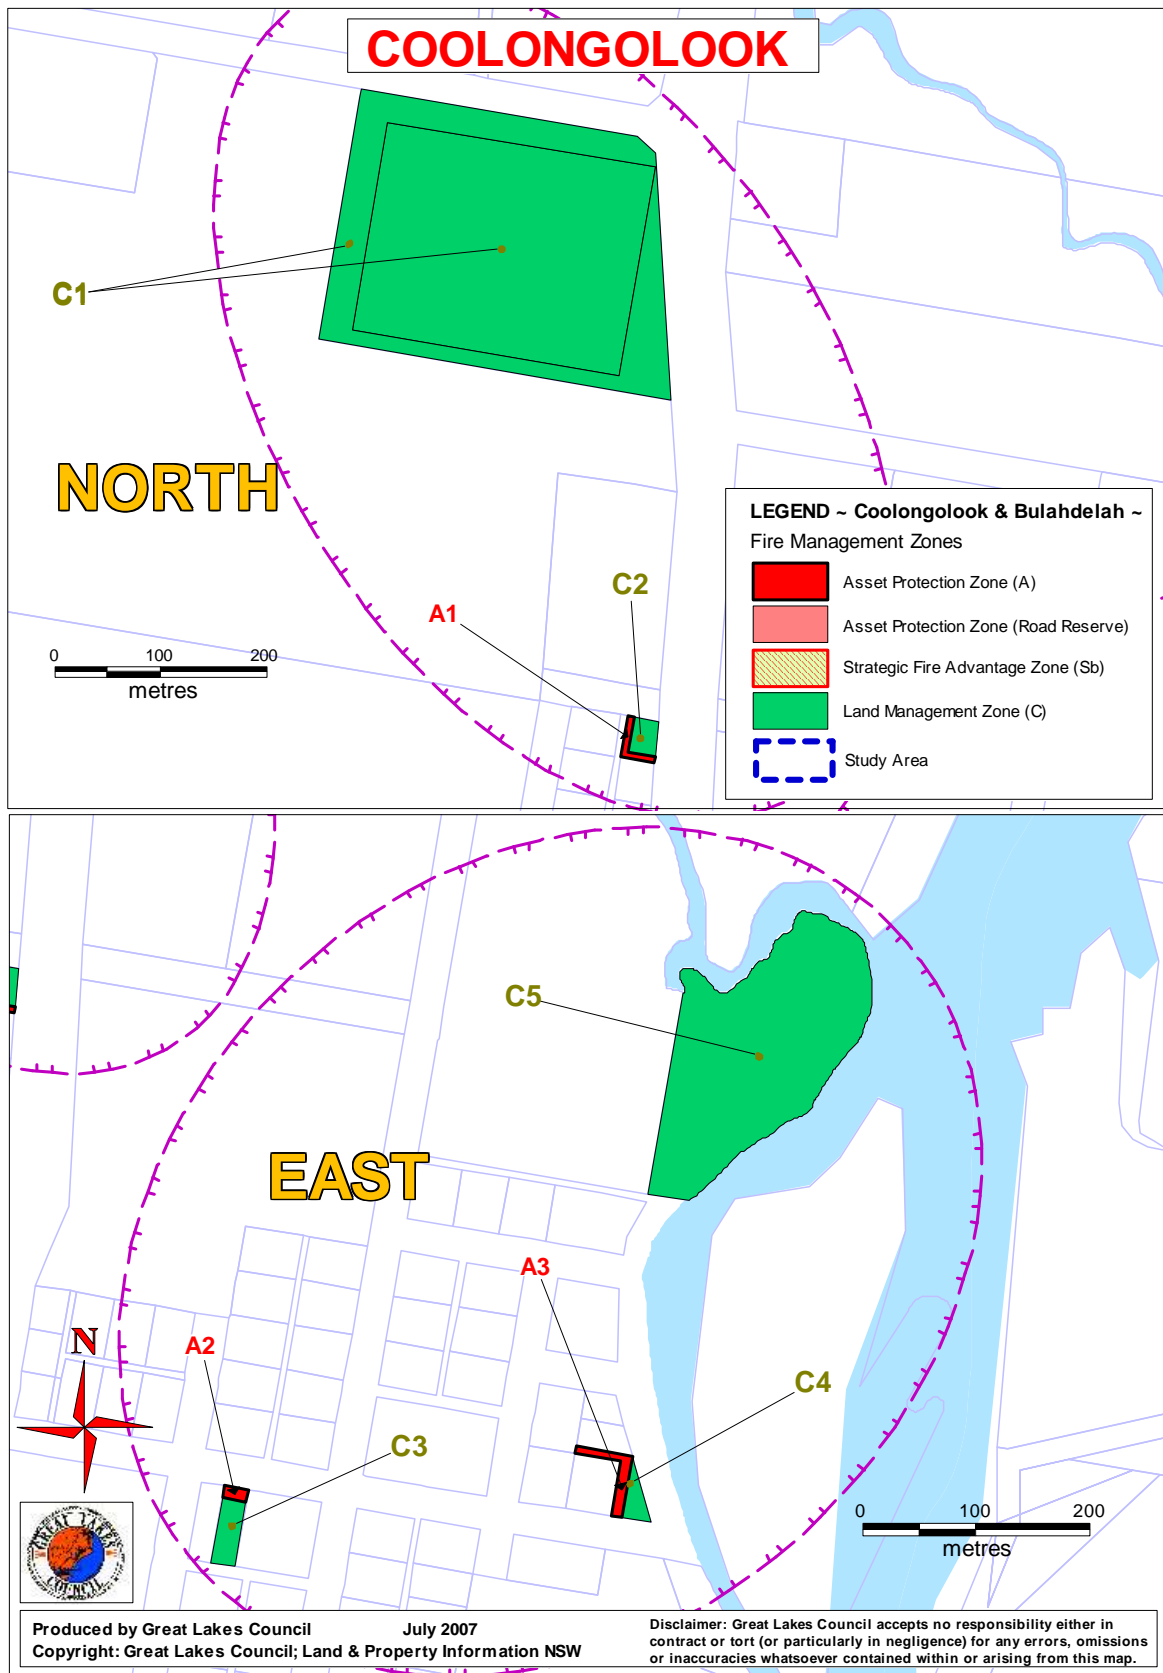 COOLONGOLOOK
C1
NORTH
C2
A1
0 100 200
metres
LEGEND ~ Coolongolook & Bulahdelah ~
Fire Management Zones
Asset Protection Zone (A)
Asset Protection Zone (Road Reserve)
Strategic Fire Advantage Zone (Sb)
Land Management Zone (C)
Study Area
C5
EAST
A3
N
A2
C4
C3
0 100 200
metres
GREAT LAKES
COUNCIL
Produced by Great Lakes Council July 2007
Copyright: Great Lakes Council; Land & Property Information NSW
Disclaimer: Great Lakes Council accepts no responsibility either in
contract or tort (or particularly in negligence) for any errors, omissions
or inaccuracies whatsoever contained within or arising from this map.